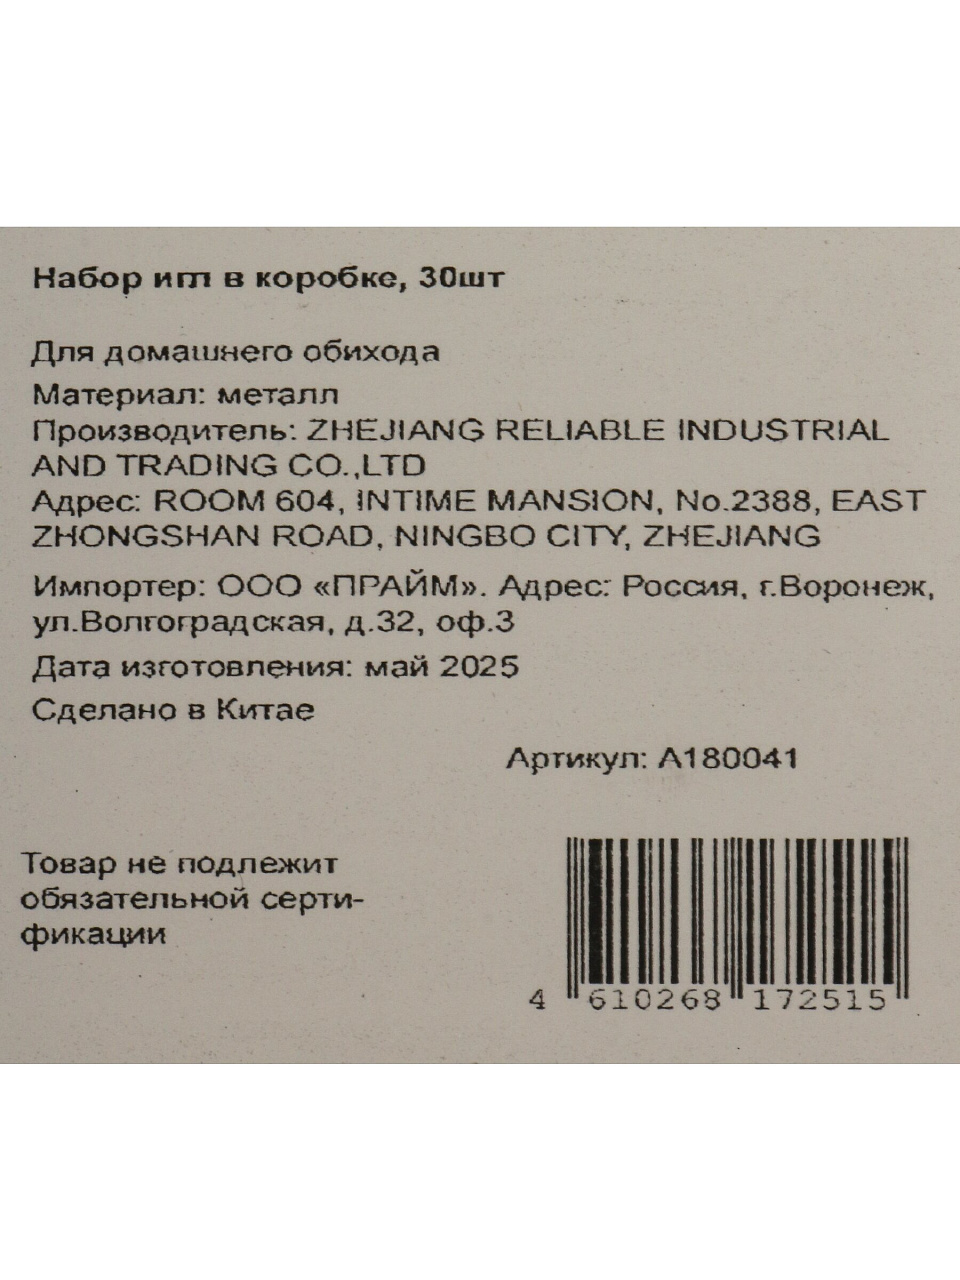 Набор игл в коробке, 30шт
Для домашнего обихода
Материал: металл
Производитель: ZHEJIANG RELIABLE INDUSTRIAL
AND TRADING CO.,LTD
Адрес: ROOM 604, INTIME MANSION, No.2388, EAST
ZHONGSHAN ROAD, NINGBO CITY, ZHEJIANG
Импортер: ООО «ПРАЙМ». Адрес: Россия, г.Воронеж,
ул.Волгоградская, д.32, оф.3
Дата изготовления: май 2025
Сделано в Китае
Артикул: А180041
Товар не подлежит
обязательной серти-
фикации
4 610268 172515